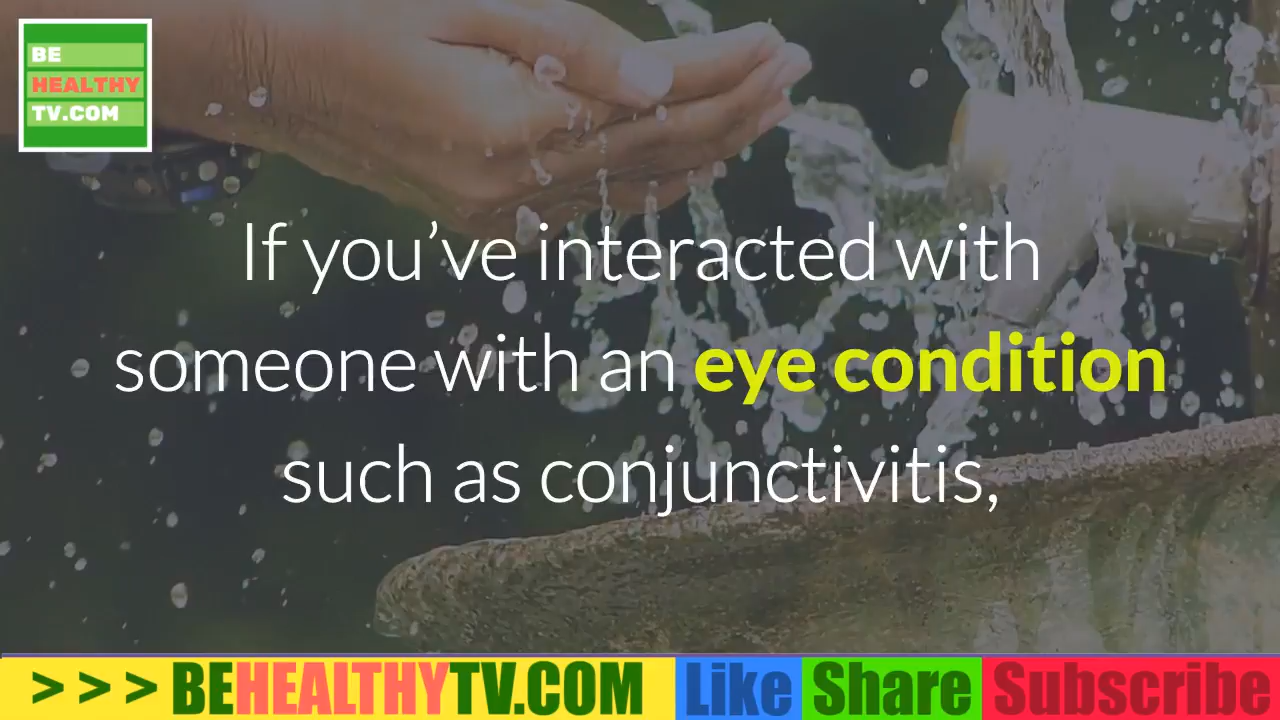 BE
HEALTHY
TV.COM
If you’ve interacted with
someone with an eye condition
such as conjunctivitis,
> > > BEHEALTHYTV.COM Like Share Subscribe